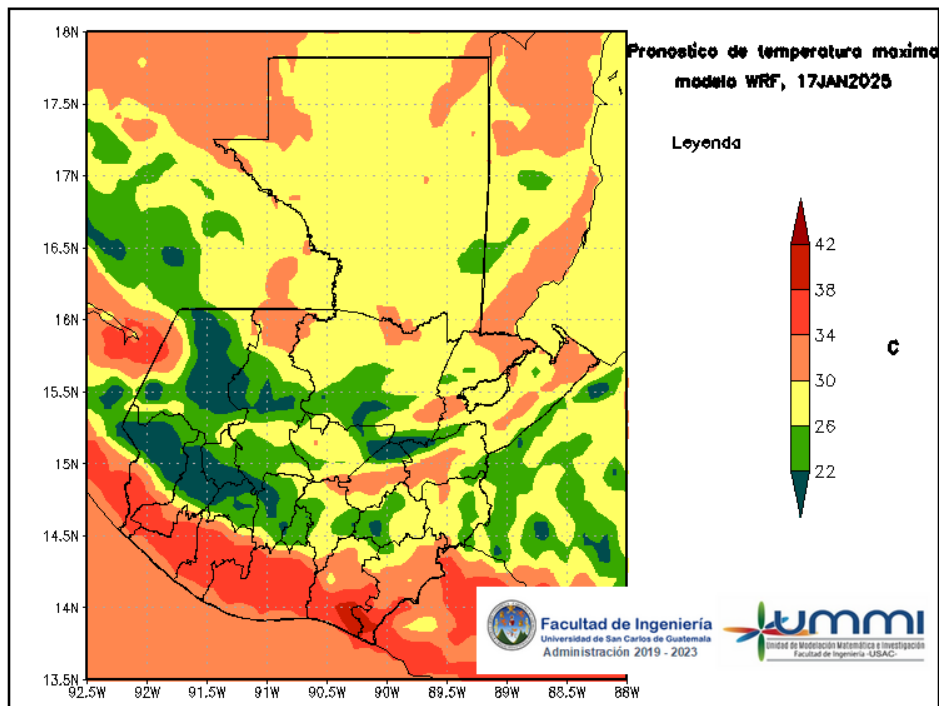 Pronostico de temperatura maxima
modelo WRF, 17JAN2025
Leyenda
18N
17.5N
17N
16.5N
16N
15.5N
15N
14.5N
14N
13.5N
92.5W
92W
91.5W
91W
90.5W
90W
89.5W
89W
88.5W
88W
42
38
34
30
26
22
C
Facultad de Ingeniería
Universidad de San Carlos de Guatemala
Administración 2019 - 2023
UMMI
Unidad de Modelación Matemática e Investigación
Facultad de Ingeniería -USAC-